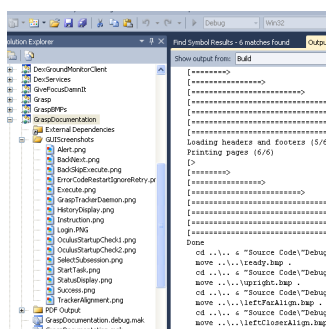 Debug
Win32
olution Explorer
Find Symbol Results - 6 matches found
Outpu
Show output from: Build
DexGroundMonitorClient
DexServices
GiveFocusDamnIt
Grasp
GraspBMPs
GraspDocumentation
External Dependencies
GUIScreenshots
Alert.png
BackNext.png
BackSkipExecute.png
ErrorCodeRestartIgnoreRetry.pr
Execute.png
GraspTrackerDaemon.png
HistoryDisplay.png
Instruction.png
Login.PNG
OculusStartupCheck1.png
OculusStartupCheck2.png
SelectSubsession.png
StartTask.png
StatusDisplay.png
Success.png
TrackerAlignment.png
PDF Output
GraspDocumentation.debug.mak
[========>
[================>
[========================>
[=============================
[=============================
[=============================
[=============================
Loading headers and footers (5/6
Printing pages (6/6)
[>
[========>
[================>
[========================>
[=============================
[=============================
[=============================
[=============================
Done
cd ..\.. & "Source Code\"Debug
move ..\..\ready.bmp .
cd ..\.. & "Source Code\"Debug
move ..\..\upright.bmp .
cd ..\.. & "Source Code\"Debug
move ..\..\leftFarAlign.bmp .
cd ..\.. & "Source Code\"Debug
move ..\..\leftCloserAlign.bmp